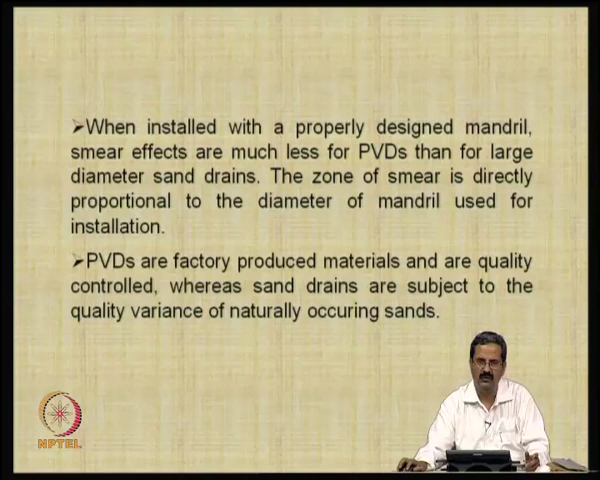 ➢When installed with a properly designed mandril,
smear effects are much less for PVDs than for large
diameter sand drains. The zone of smear is directly
proportional to the diameter of mandril used for
installation.
➢PVDs are factory produced materials and are quality
controlled, whereas sand drains are subject to the
quality variance of naturally occuring sands.
NPTEL